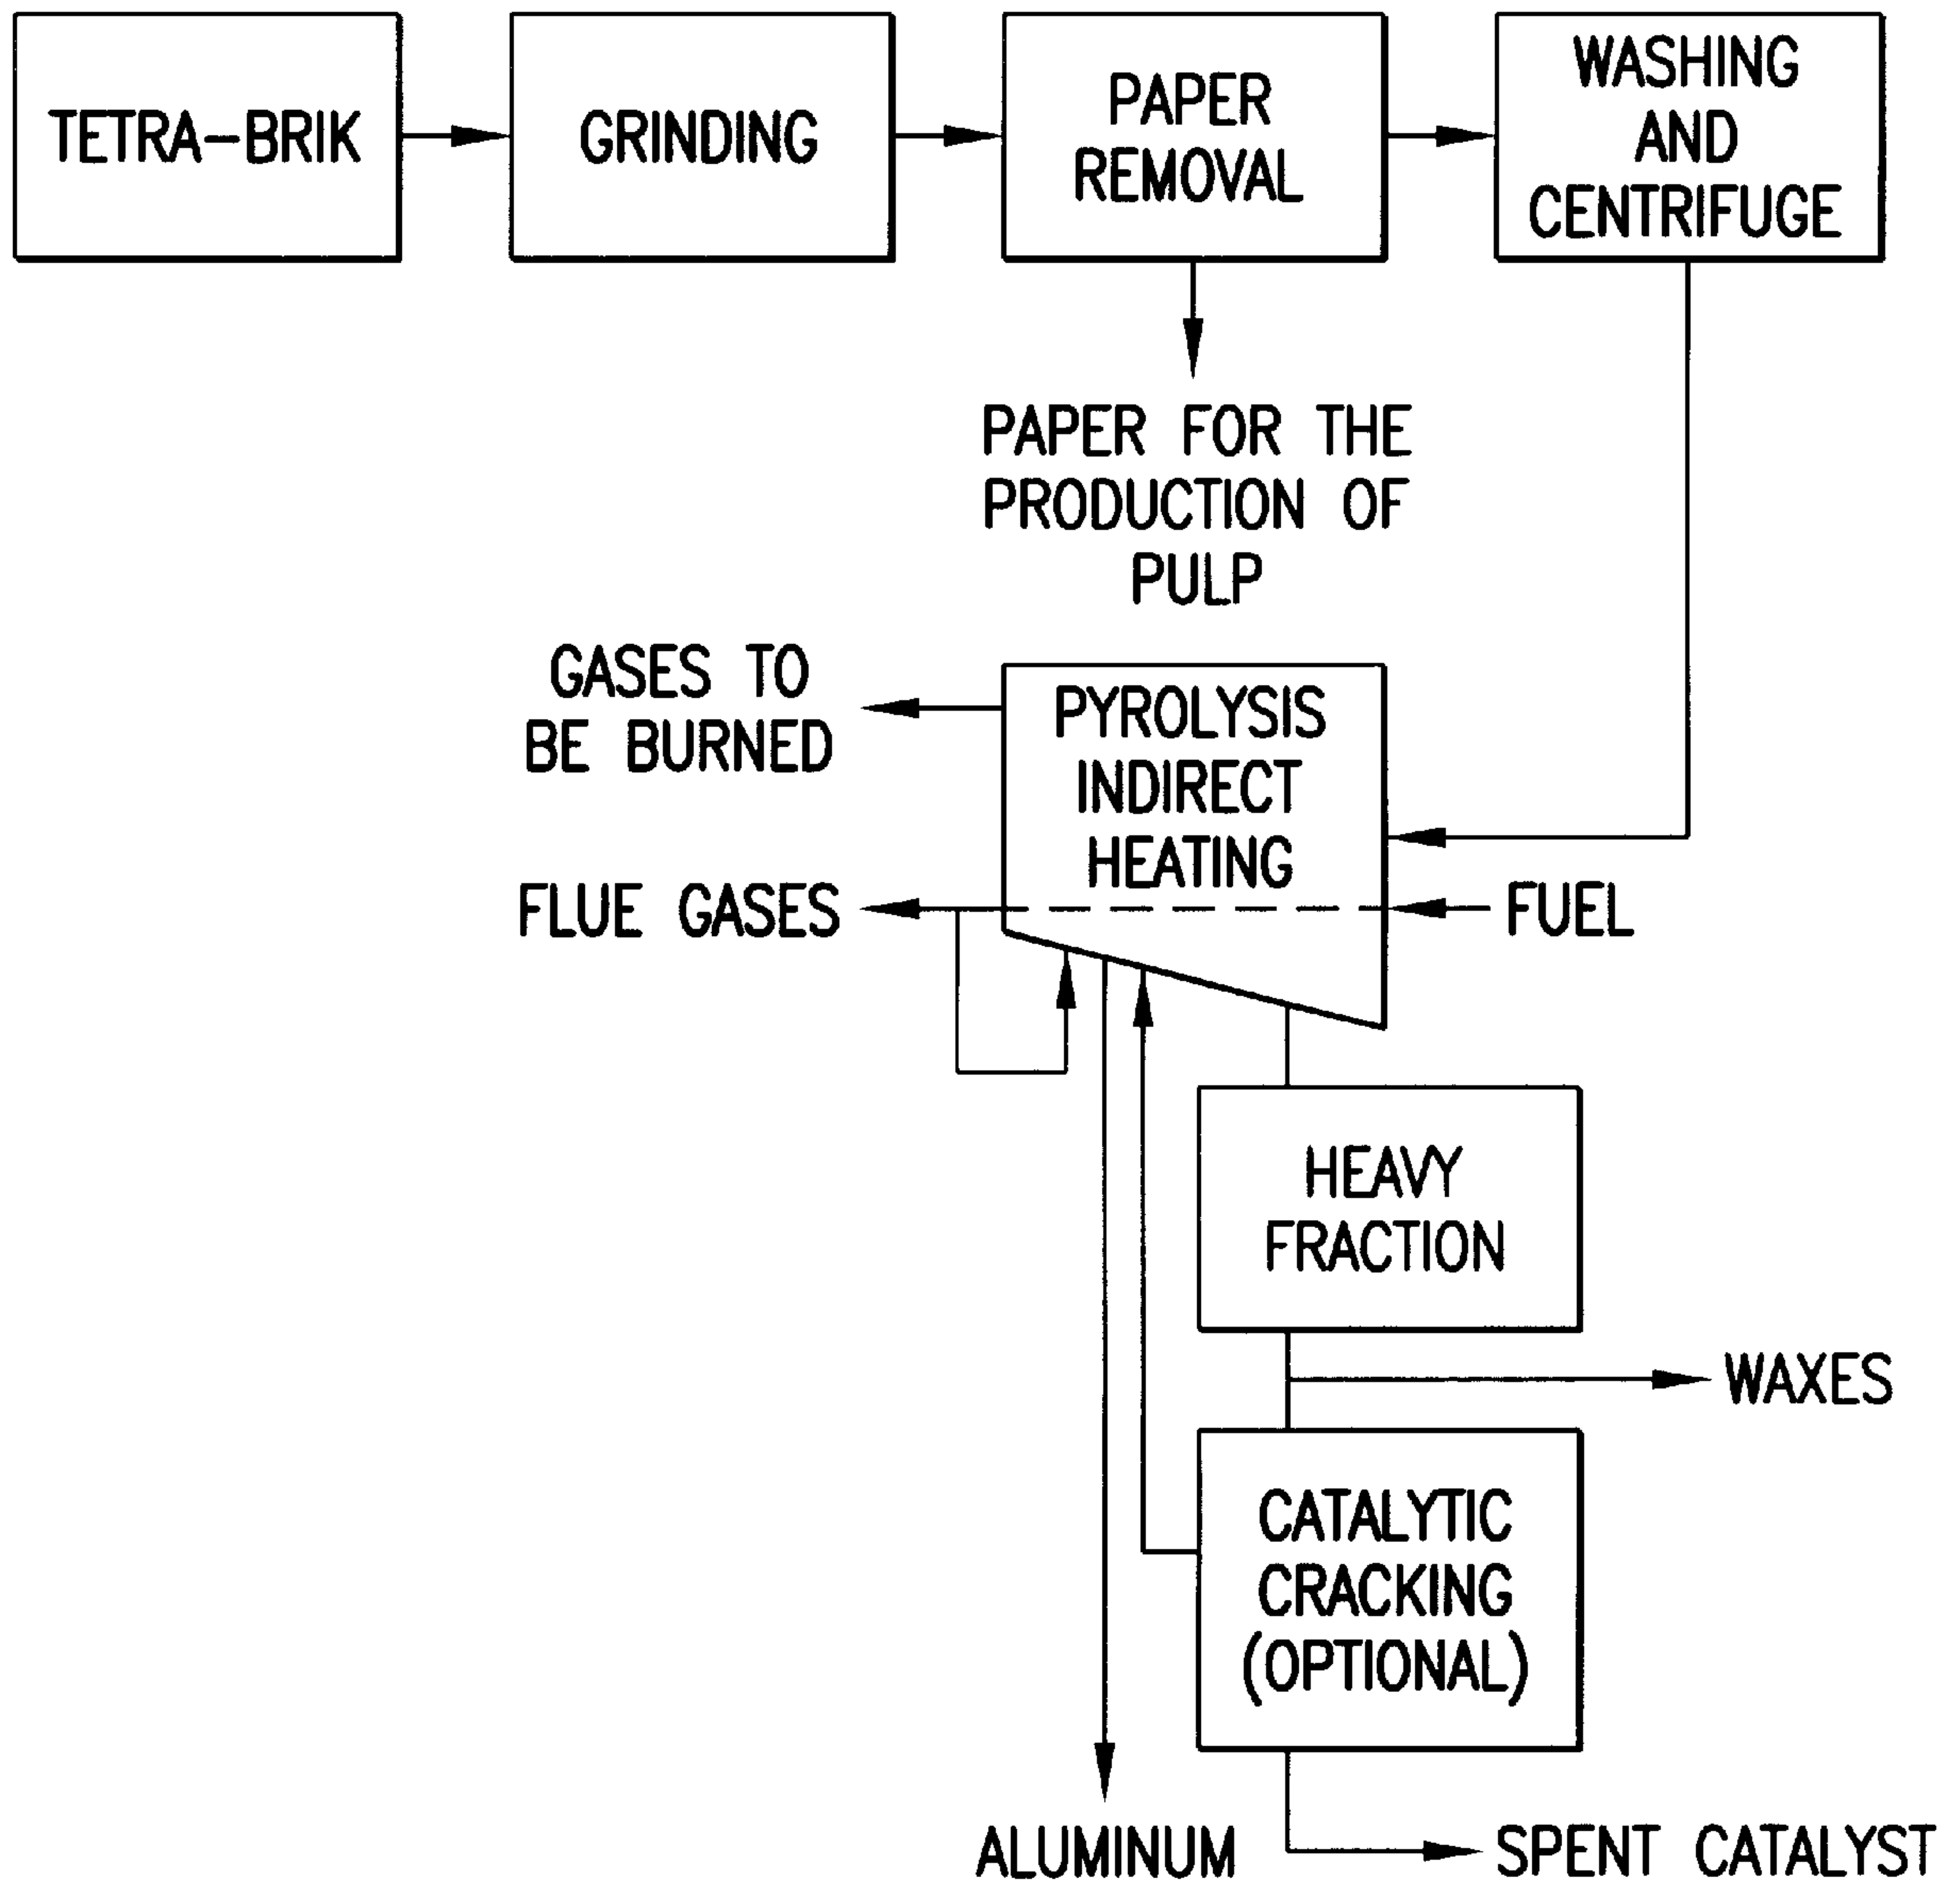 TETRA-BRIK
GRINDING
PAPER
REMOVAL
WASHING
AND
CENTRIFUGE
PAPER FOR THE
PRODUCTION OF
PULP
GASES TO
BE BURNED
PYROLYSIS
INDIRECT
HEATING
FLUE GASES
FUEL
HEAVY
FRACTION
WAXES
CATALYTIC
CRACKING
(OPTIONAL)
ALUMINUM
SPENT CATALYST